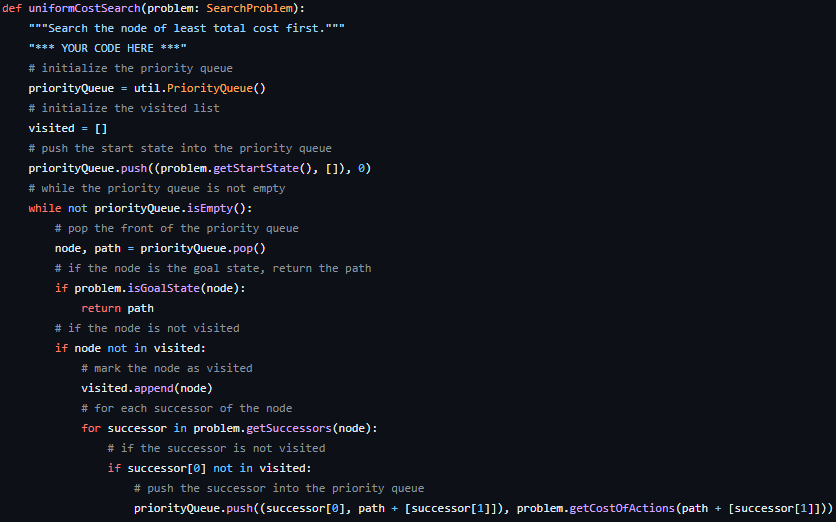 def uniformCostSearch(problem: SearchProblem):
    """Search the node of least total cost first."""
    "*** YOUR CODE HERE ***"
    # initialize the priority queue
    priorityQueue = util.PriorityQueue()
    # initialize the visited list
    visited = []
    # push the start state into the priority queue
    priorityQueue.push((problem.getStartState(), []), 0)
    # while the priority queue is not empty
    while not priorityQueue.isEmpty():
        # pop the front of the priority queue
        node, path = priorityQueue.pop()
        # if the node is the goal state, return the path
        if problem.isGoalState(node):
            return path
        # if the node is not visited
        if node not in visited:
            # mark the node as visited
            visited.append(node)
            # for each successor of the node
            for successor in problem.getSuccessors(node):
                # if the successor is not visited
                if successor[0] not in visited:
                    # push the successor into the priority queue
                    priorityQueue.push((successor[0], path + [successor[1]]), problem.getCostOfActions(path + [successor[1]]))